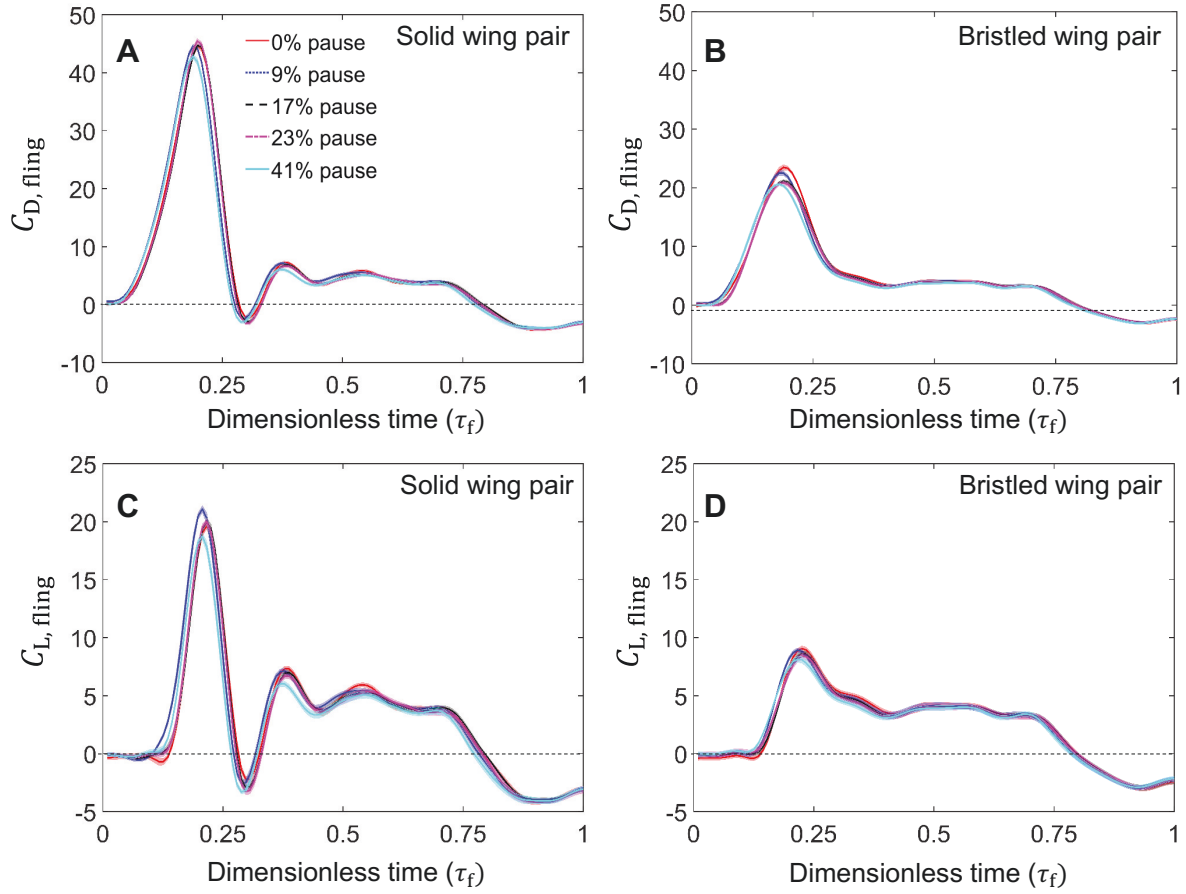 A
Solid wing pair
0% pause
9% pause
17% pause
23% pause
41% pause
50
40
30
20
10
0
-10
C_D, fling
0 0.25 0.5 0.75 1
Dimensionless time (τ_f)
B
Bristled wing pair
50
40
30
20
10
0
-10
C_D, fling
0 0.25 0.5 0.75 1
Dimensionless time (τ_f)
C
Solid wing pair
25
20
15
10
5
0
-5
C_L, fling
0 0.25 0.5 0.75 1
Dimensionless time (τ_f)
D
Bristled wing pair
25
20
15
10
5
0
-5
C_L, fling
0 0.25 0.5 0.75 1
Dimensionless time (τ_f)